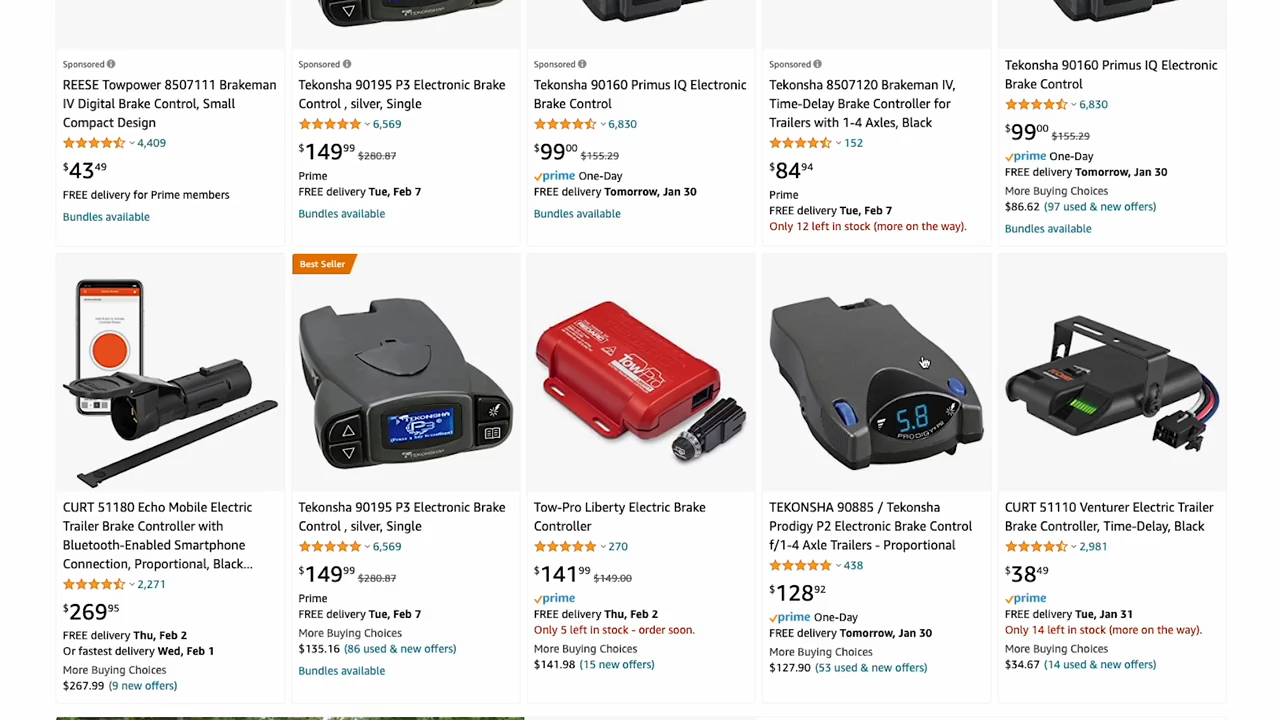 TEKONSHA
Sponsored
REESE Towpower 8507111 Brakeman
IV Digital Brake Control, Small
Compact Design
4,409
$43 49
FREE delivery for Prime members
Bundles available
Sponsored
Tekonsha 90195 P3 Electronic Brake
Control , silver, Single
6,569
$149 99 $280.87
Prime
FREE delivery Tue, Feb 7
Bundles available
Sponsored
Tekonsha 90160 Primus IQ Electronic
Brake Control
6,830
$99 00 $155.29
prime One-Day
FREE delivery Tomorrow, Jan 30
Bundles available
Sponsored
Tekonsha 8507120 Brakeman IV,
Time-Delay Brake Controller for
Trailers with 1-4 Axles, Black
152
$84 94
Prime
FREE delivery Tue, Feb 7
Only 12 left in stock (more on the way).
Tekonsha 90160 Primus IQ Electronic
Brake Control
6,830
$99 00 $155.29
prime One-Day
FREE delivery Tomorrow, Jan 30
More Buying Choices
$86.62 (97 used & new offers)
Bundles available
CURT 51180 Echo Mobile Electric
Trailer Brake Controller with
Bluetooth-Enabled Smartphone
Connection, Proportional, Black...
2,271
$269 95
FREE delivery Thu, Feb 2
Or fastest delivery Wed, Feb 1
More Buying Choices
$267.99 (9 new offers)
Best Seller
TEKONSHA
P3
TEKONSHA
Tekonsha 90195 P3 Electronic Brake
Control , silver, Single
6,569
$149 99 $280.87
Prime
FREE delivery Tue, Feb 7
More Buying Choices
$135.16 (86 used & new offers)
Bundles available
REDARC
TowPro
Tow-Pro Liberty Electric Brake
Controller
270
$141 99 $149.00
prime
FREE delivery Thu, Feb 2
Only 5 left in stock - order soon.
More Buying Choices
$141.98 (15 new offers)
5.8
PRODIGY P2
TEKONSHA 90885 / Tekonsha
Prodigy P2 Electronic Brake Control
f/1-4 Axle Trailers - Proportional
438
$128 92
prime One-Day
FREE delivery Tomorrow, Jan 30
More Buying Choices
$127.90 (53 used & new offers)
CURT 51110 Venturer Electric Trailer
Brake Controller, Time-Delay, Black
2,981
$38 49
prime
FREE delivery Tue, Jan 31
Only 14 left in stock (more on the way).
More Buying Choices
$34.67 (14 used & new offers)